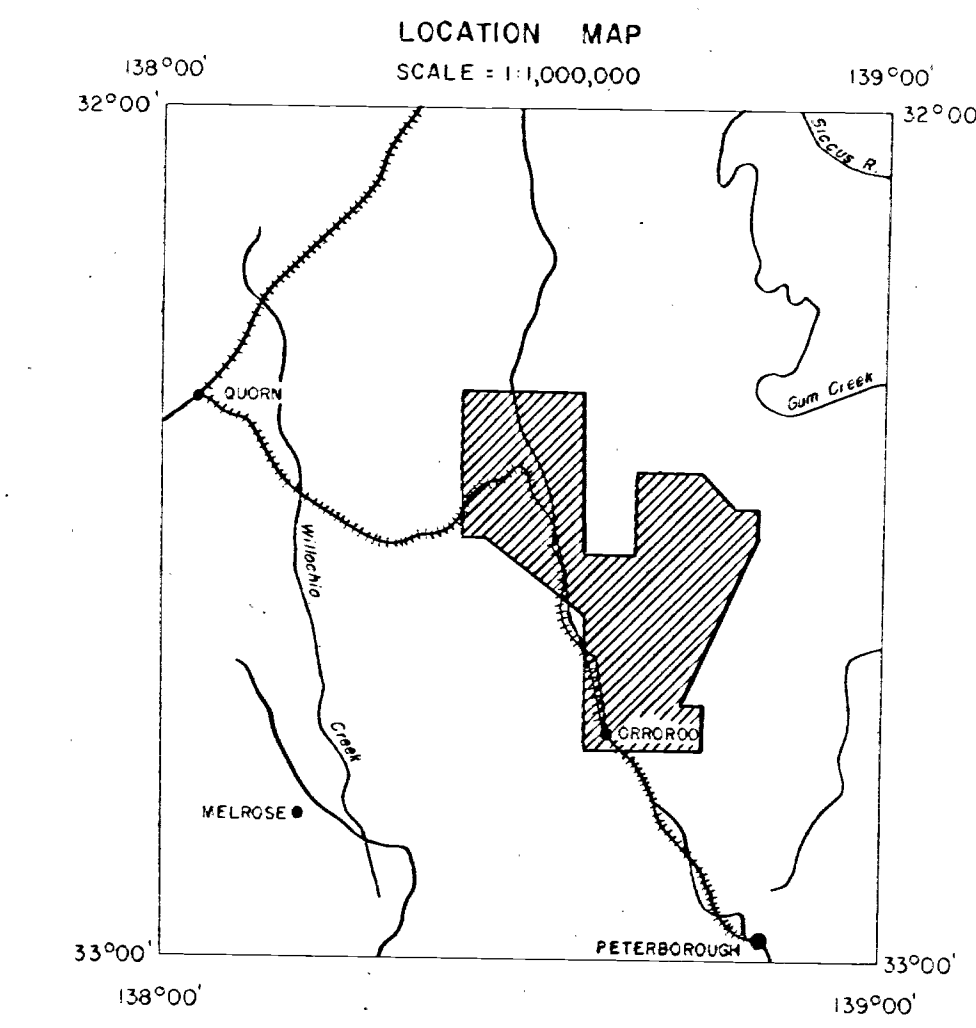 LOCATION MAP
SCALE = 1:1,000,000
138°00'
139°00'
32°00'
32°00'
SICCUS R.
Gum Creek
QUORN
Willochio
Creek
ORROROO
MELROSE
PETERBOROUGH
33°00'
33°00'
138°00'
139°00'